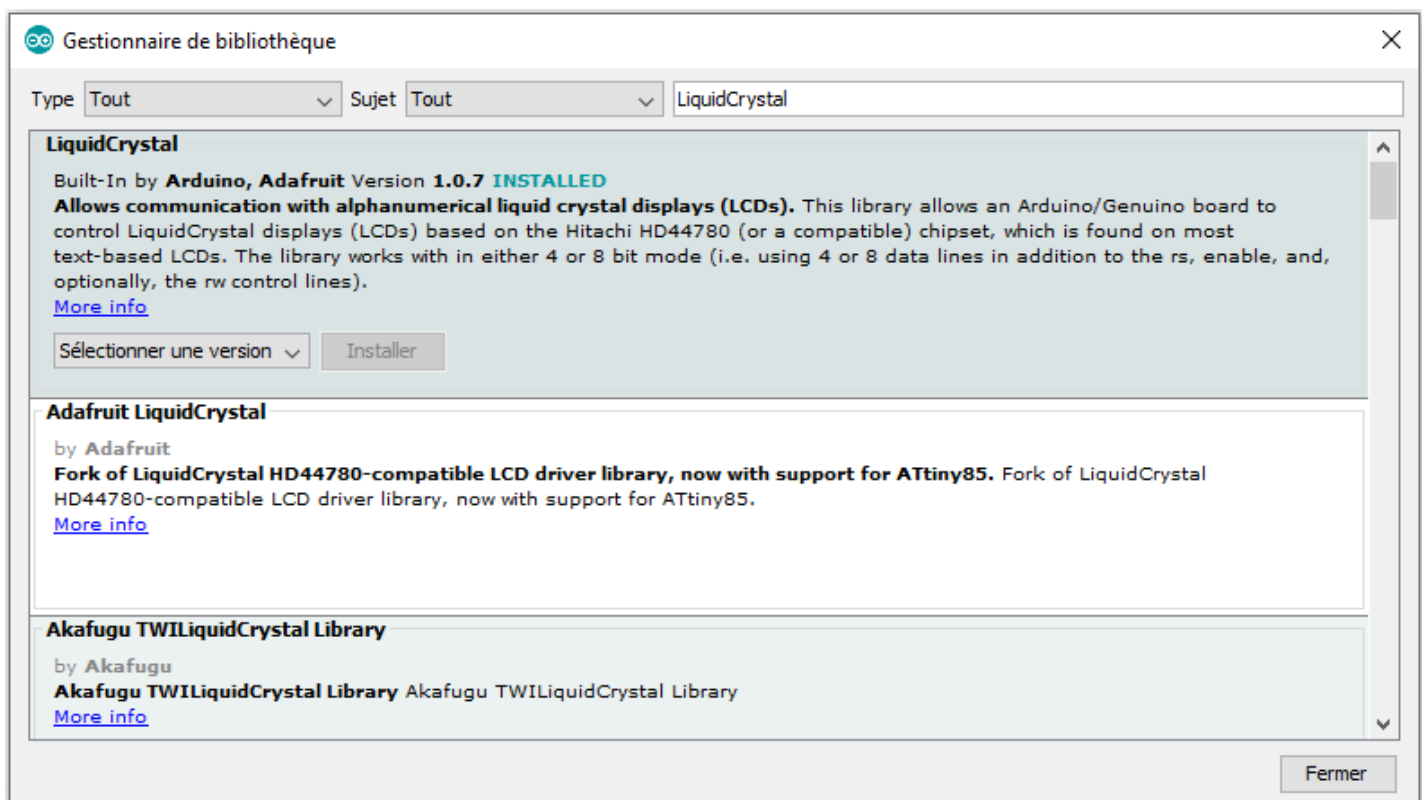 Gestionnaire de bibliothèque
Type Tout Sujet Tout LiquidCrystal
LiquidCrystal
Built-In by Arduino, Adafruit Version 1.0.7 INSTALLED
Allows communication with alphanumerical liquid crystal displays (LCDs). This library allows an Arduino/Genuino board to
control LiquidCrystal displays (LCDs) based on the Hitachi HD44780 (or a compatible) chipset, which is found on most
text-based LCDs. The library works with in either 4 or 8 bit mode (i.e. using 4 or 8 data lines in addition to the rs, enable, and,
optionally, the rw control lines).
More info
Sélectionner une version Installer
Adafruit LiquidCrystal
by Adafruit
Fork of LiquidCrystal HD44780-compatible LCD driver library, now with support for ATtiny85. Fork of LiquidCrystal
HD44780-compatible LCD driver library, now with support for ATtiny85.
More info
Akafugu TWILiquidCrystal Library
by Akafugu
Akafugu TWILiquidCrystal Library Akafugu TWILiquidCrystal Library
More info
Fermer